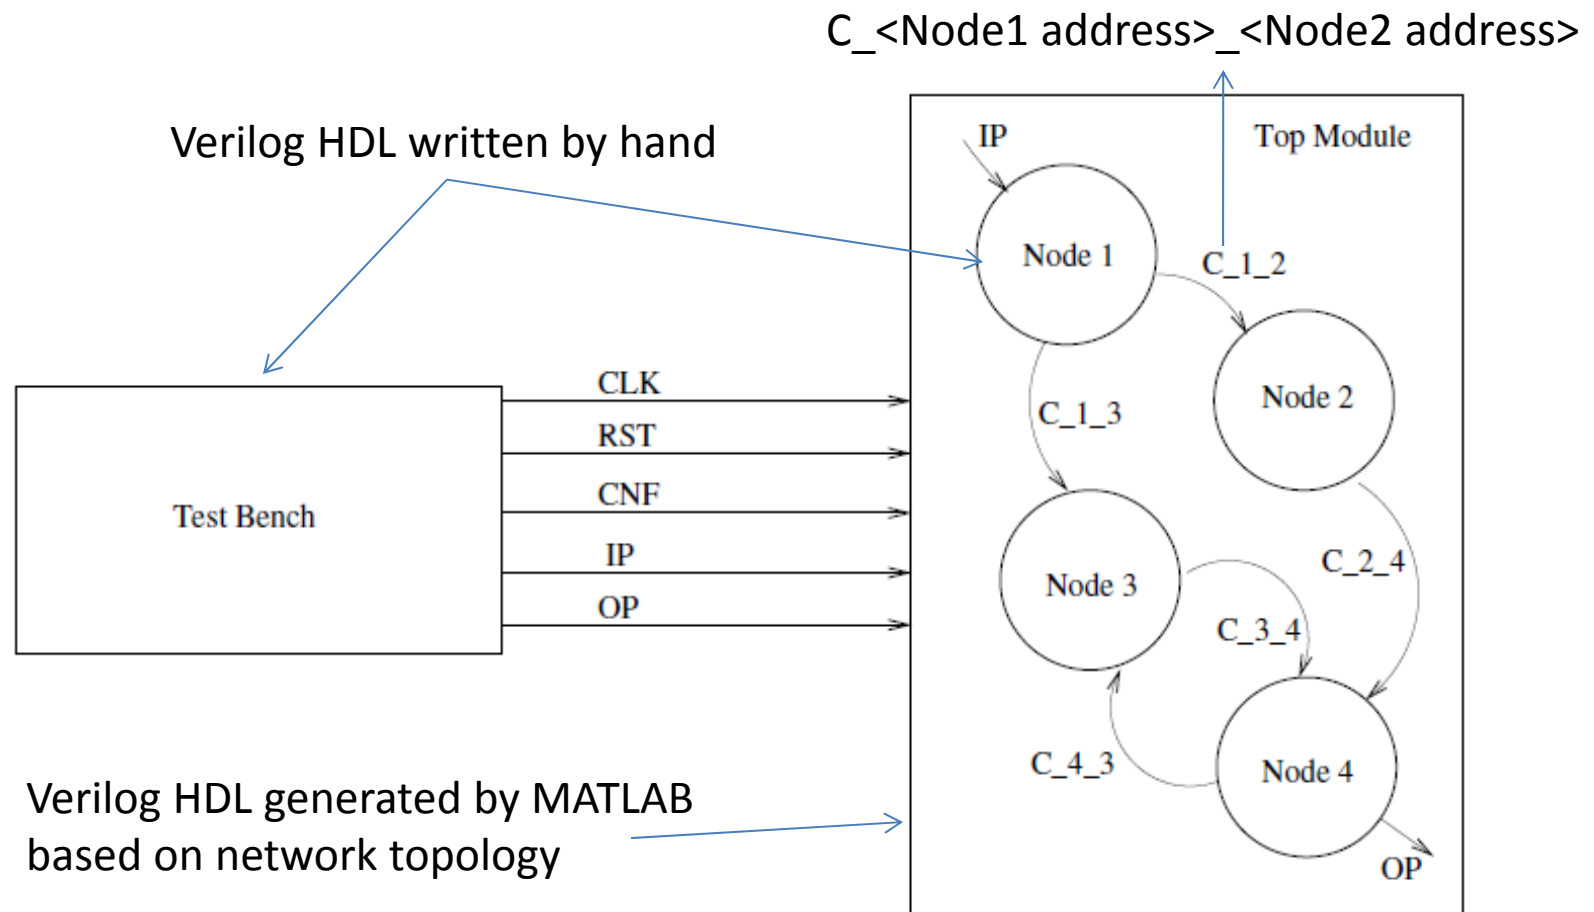 C_<Node1 address>_<Node2 address>
Verilog HDL written by hand
IP
Top Module
Node 1
C_1_2
CLK
Node 2
C_1_3
RST
CNF
Test Bench
IP
C_2_4
Node 3
OP
C_3_4
C_4_3
Node 4
Verilog HDL generated by MATLAB
based on network topology
OP